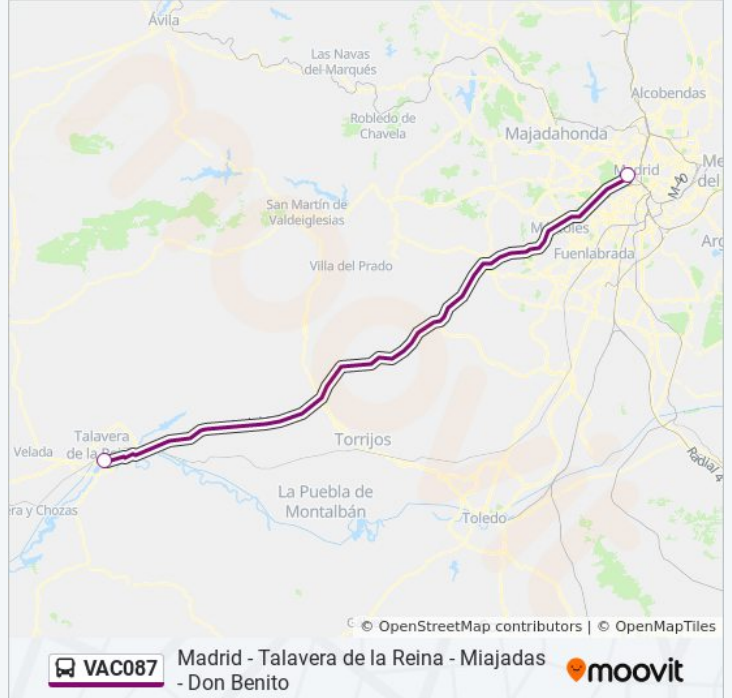 Ávila
Las Navas
del Marqués
Alcobendas
Robledo de
Chavela
Majadahonda
Madrid
Me
del
M-40
San Martín de
Valdeiglesias
Móstoles
Arg
Fuenlabrada
Villa del Prado
Talavera
de la Reina
Velada
Torrijos
Radial 4
era y Chozas
La Puebla de
Montalbán
Toledo
© OpenStreetMap contributors | © OpenMapTiles
VAC087
Madrid - Talavera de la Reina - Miajadas
- Don Benito
moovit